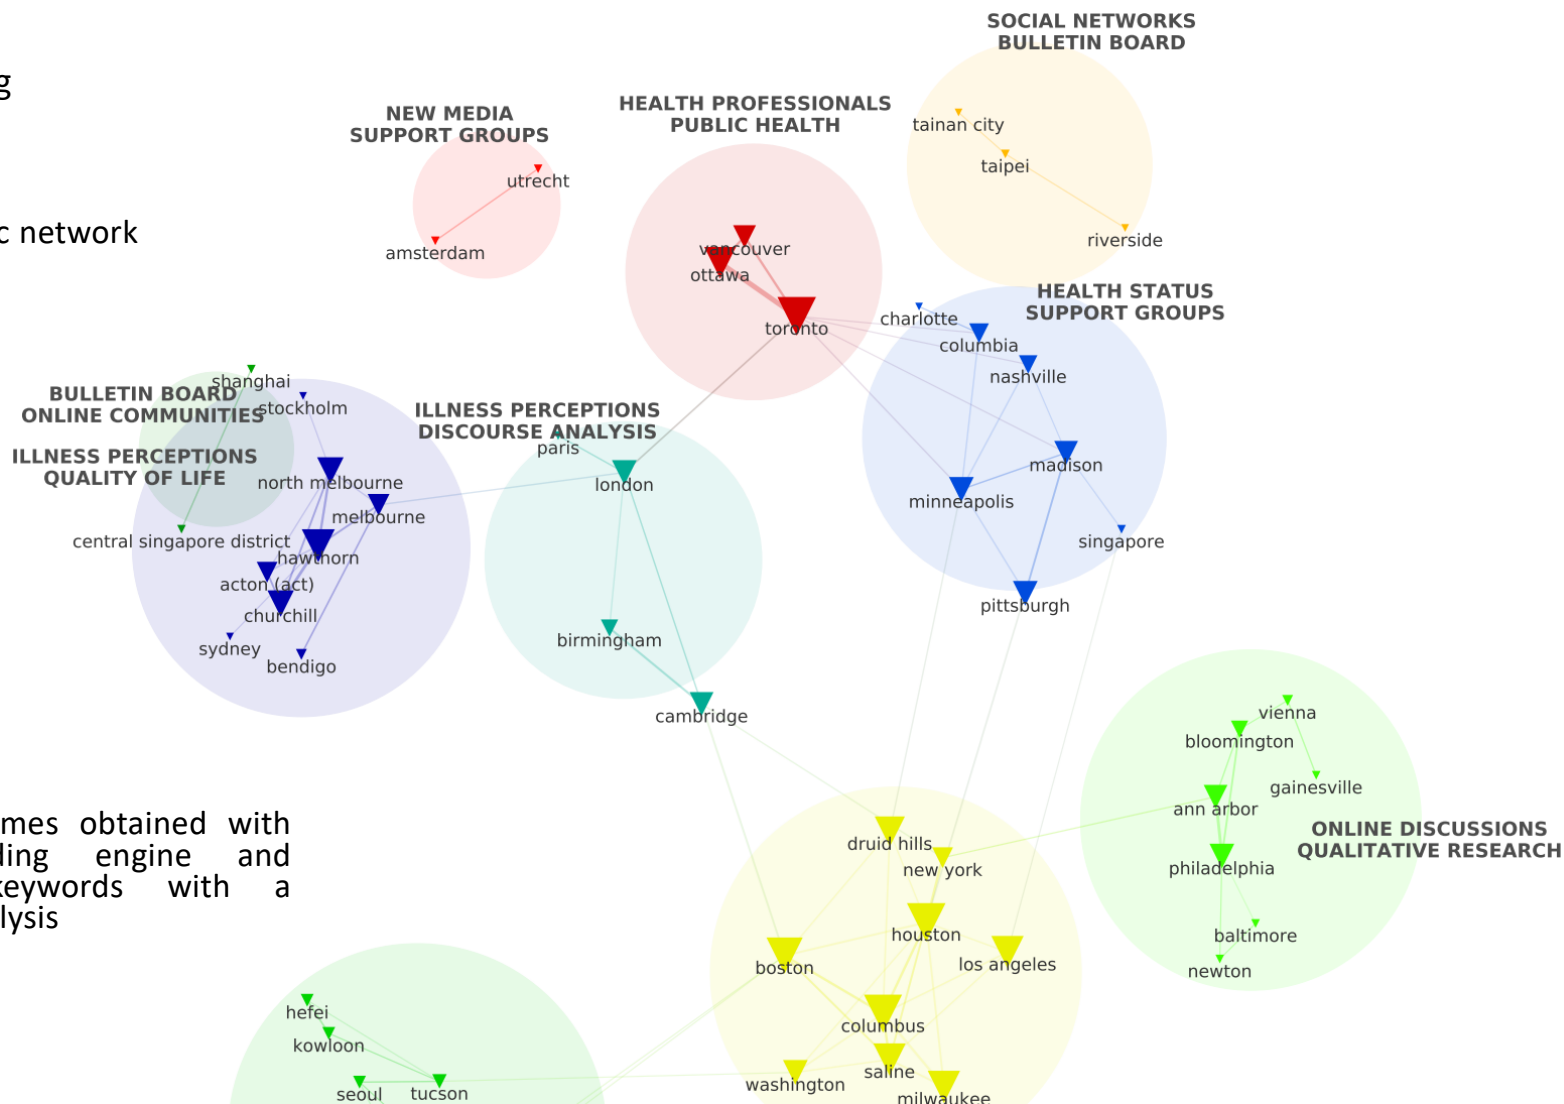 SOCIAL NETWORKS
BULLETIN BOARD
g
HEALTH PROFESSIONALS
PUBLIC HEALTH
NEW MEDIA
SUPPORT GROUPS
tainan city
taipei
utrecht
riverside
c network
amsterdam
vancouver
ottawa
toronto
HEALTH STATUS
SUPPORT GROUPS
charlotte
columbia
nashville
shanghai
BULLETIN BOARD
ONLINE COMMUNITIES
stockholm
ILLNESS PERCEPTIONS
DISCOURSE ANALYSIS
paris
ILLNESS PERCEPTIONS
QUALITY OF LIFE
north melbourne
london
madison
melbourne
minneapolis
central singapore district
hawthorn
singapore
acton (act)
churchill
pittsburgh
sydney
birmingham
bendigo
cambridge
vienna
bloomington
gainesville
ann arbor
ONLINE DISCUSSIONS
QUALITATIVE RESEARCH
mes obtained with
ding engine and
keywords with a
lysis
druid hills
new york
philadelphia
houston
baltimore
boston
los angeles
newton
hefei
columbus
kowloon
saline
washington
seoul
tucson
milwaukee